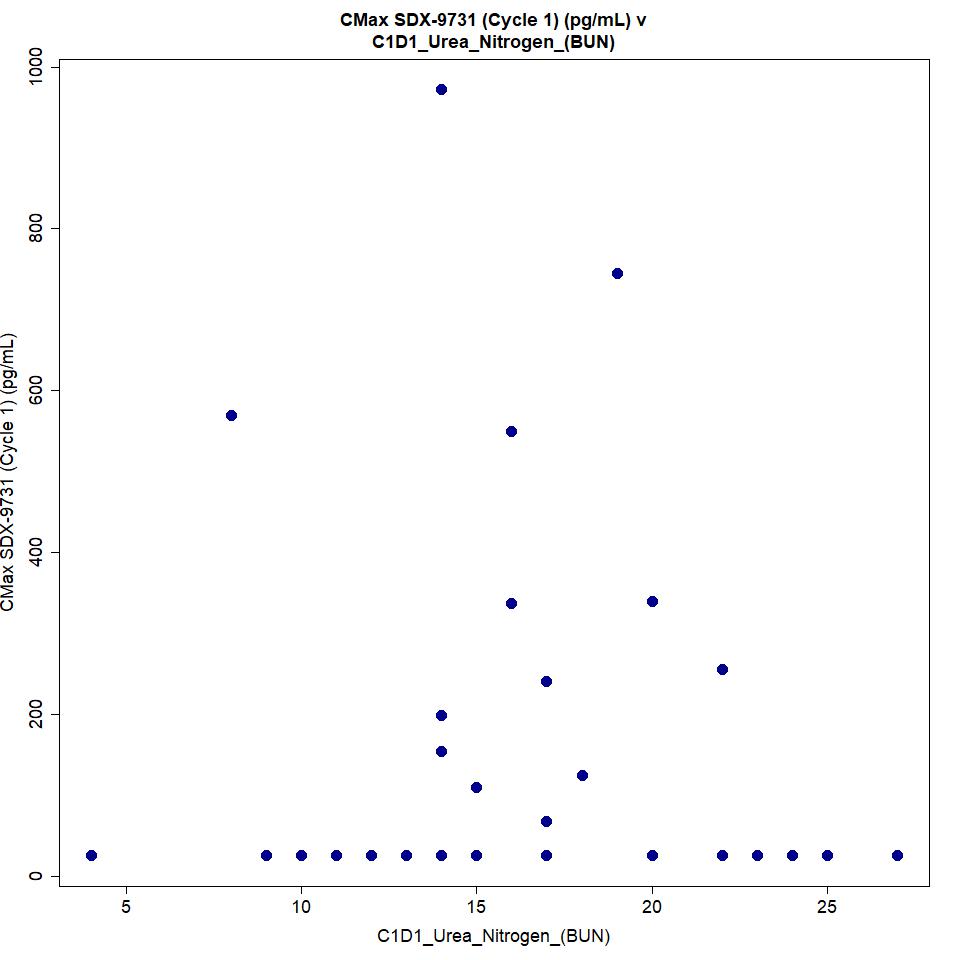 CMax SDX-9731 (Cycle 1) (pg/mL) v
C1D1_Urea_Nitrogen_(BUN)
1000
800
600
400
200
0
CMax SDX-9731 (Cycle 1) (pg/mL)
5 10 15 20 25
C1D1_Urea_Nitrogen_(BUN)